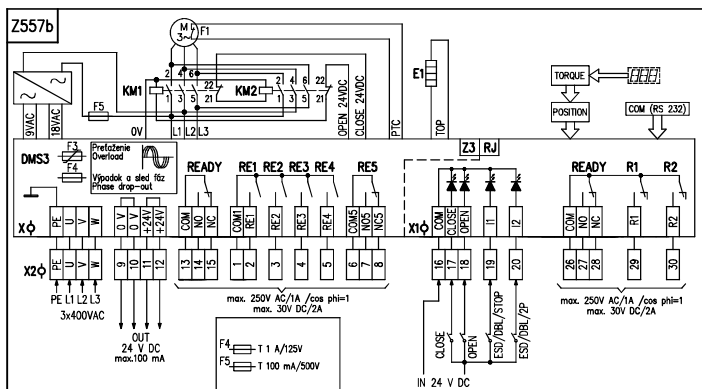 Z557b
M
3~
F1
KM1
2 4 6 22
1 3 5 21
KM2
2 4 6 22
1 3 5 21
F5
9VAC
18VAC
0V
L1 L2 L3
OPEN 24VDC
CLOSE 24VDC
PTC
E1
TOP
TORQUE
POSITION
COM (RS 232)
DMS3
F3
F4
Preťaženie
Overload
Výpadok a sled fáz
Phase drop-out
Z3 RJ
READY
RE1 RE2 RE3 RE4
RE5
READY
R1
R2
X
PE U V W
0 V
0 V
+24V
+24V
COM NO NC
COM1 RE1 RE2 RE3 RE4
COM5 NO5 NC5
X1
COM CLOSE OPEN I1 I2
COM NO NC R1 R2
X2
PE U V W
9 10 11 12
13 14 15
1 2 3 4 5
6 7 8
16 17 18 19 20
26 27 28 29 30
PE L1 L2 L3
3x400VAC
OUT
24 V DC
max.100 mA
max. 250V AC/1A /cos phi=1
max. 30V DC/2A
F4 T 1 A/125V
F5 T 100 mA/500V
CLOSE
OPEN
ESD/DBL/STOP
ESD/DBL/2P
IN 24 V DC
max. 250V AC/1A /cos phi=1
max. 30V DC/2A